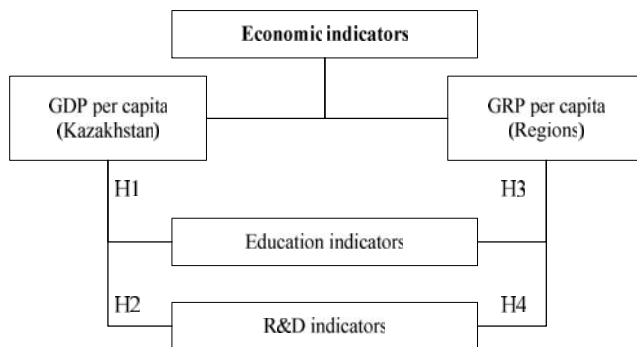 Economic indicators
GDP per capita
(Kazakhstan)
GRP per capita
(Regions)
H1
H3
Education indicators
H2
H4
R&D indicators